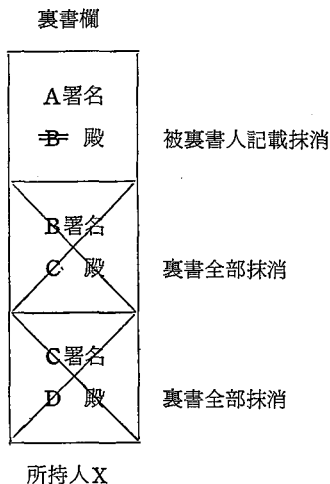 裏書欄
A署名
B 殿 被裏書人記載抹消
B署名
C 殿 裏書全部抹消
C署名
D 殿 裏書全部抹消
所持人X